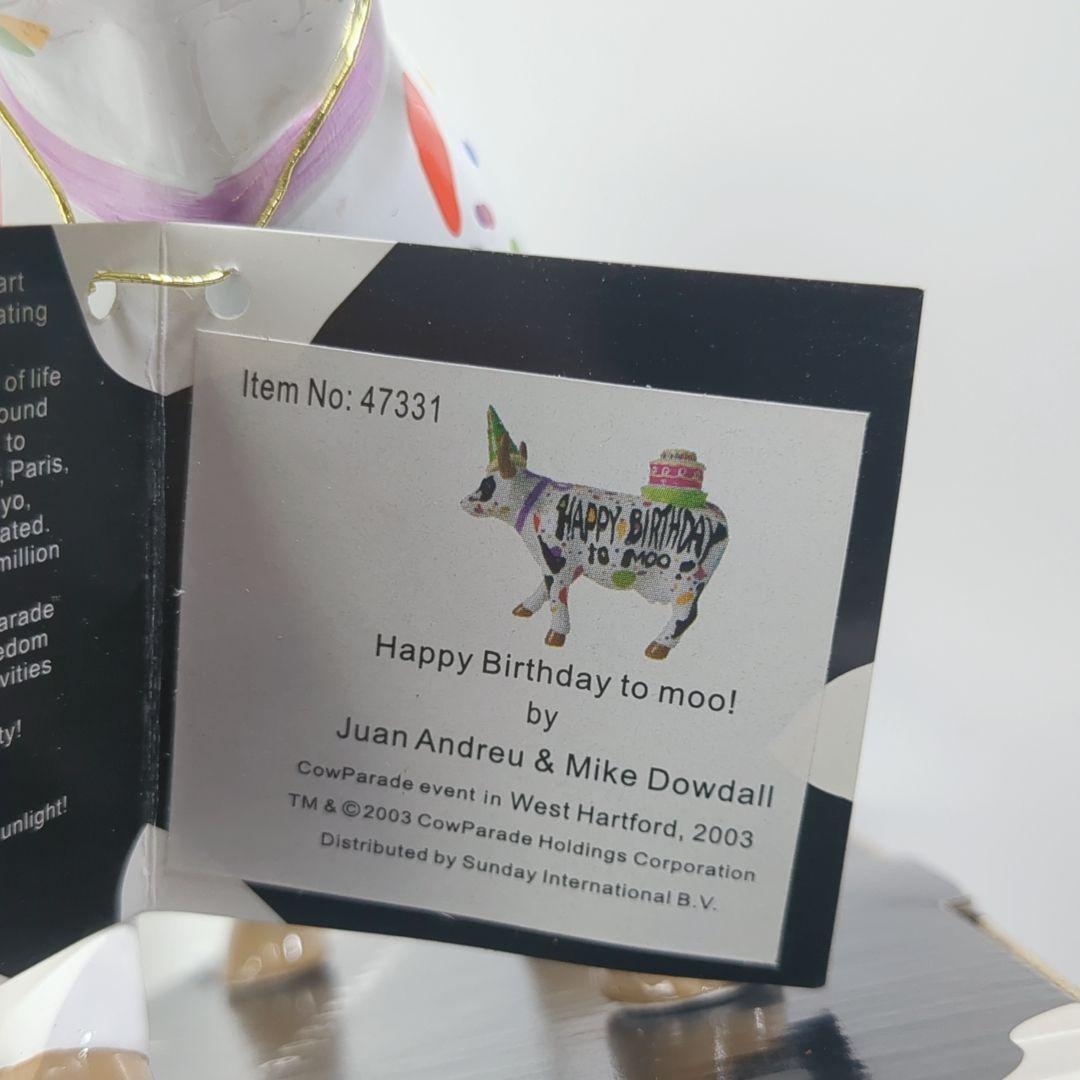 art
ating
of life
ound
to
, Paris,
yo,
ated.
million
arade™
edom
vities
ty!
unlight!
Item No: 47331
HAPPY BIRTHDAY
to moo
Happy Birthday to moo!
by
Juan Andreu & Mike Dowdall
CowParade event in West Hartford, 2003
TM & ©2003 CowParade Holdings Corporation
Distributed by Sunday International B.V.